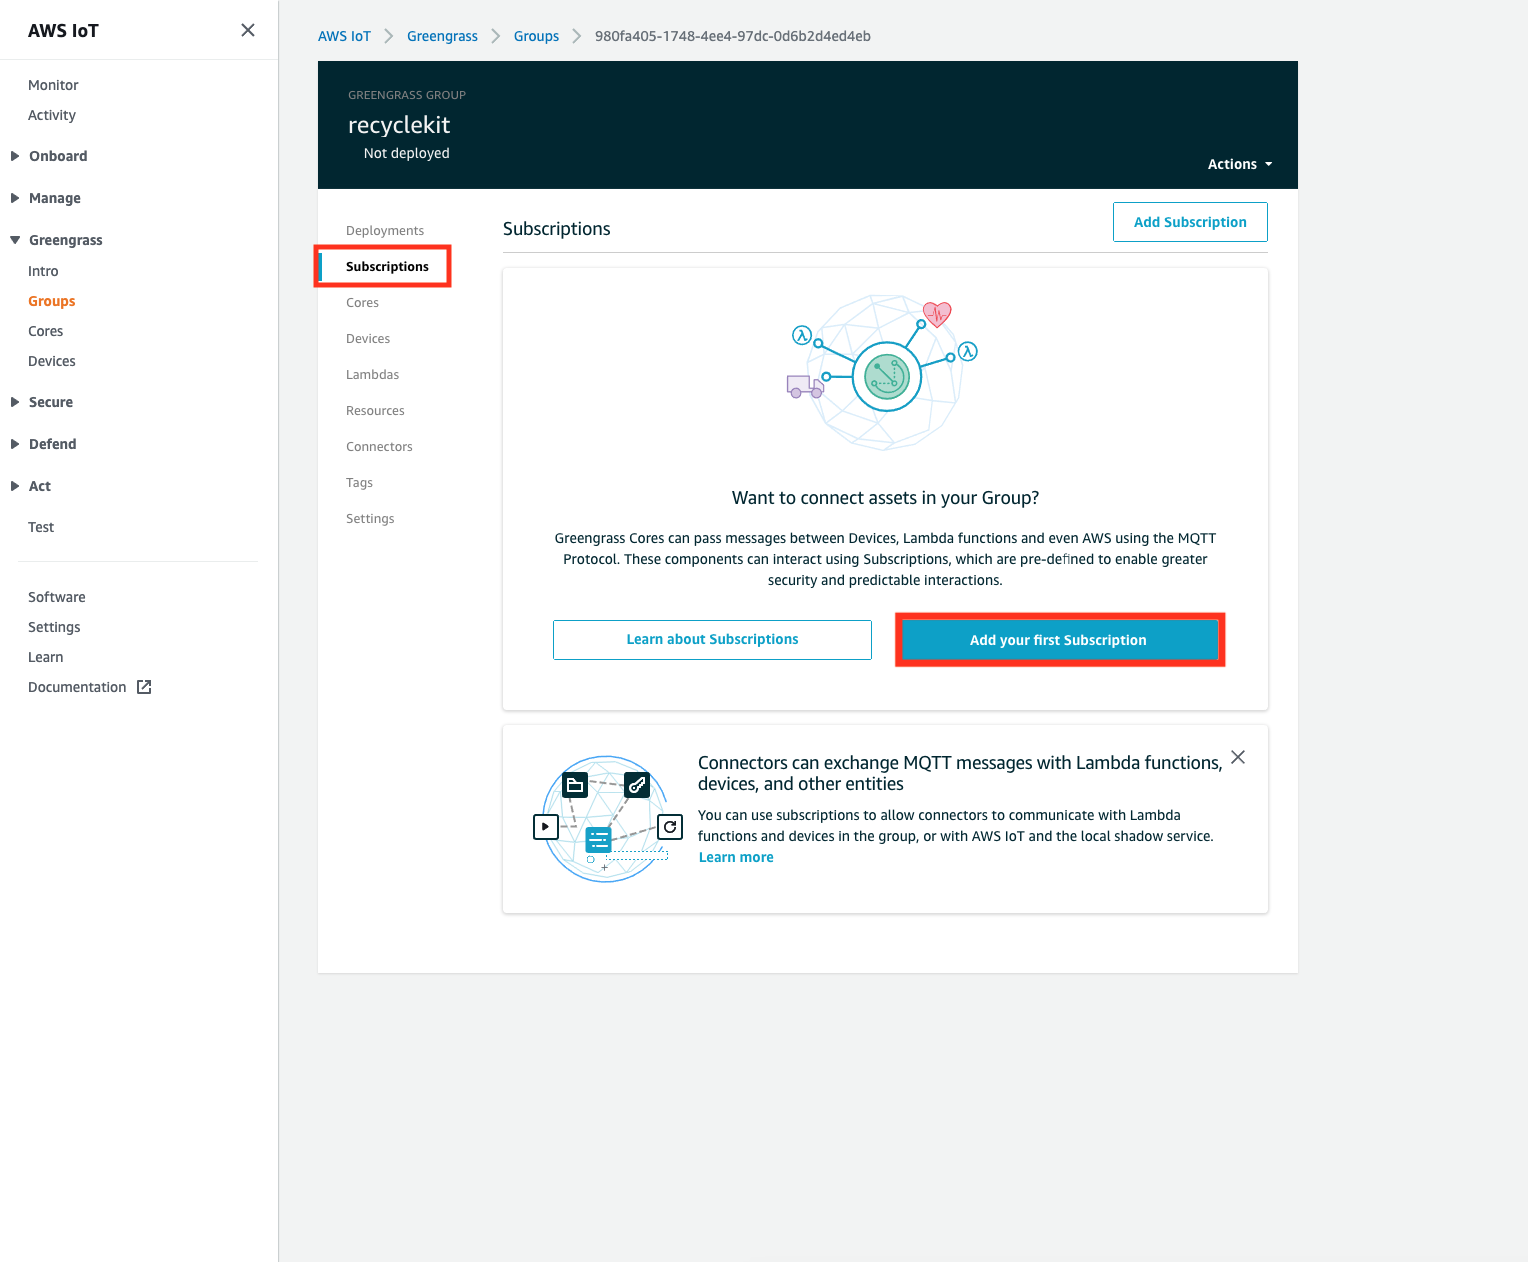 AWS IoT
Monitor
Activity
Onboard
Manage
Greengrass
Intro
Groups
Cores
Devices
Secure
Defend
Act
Test
Software
Settings
Learn
Documentation
AWS IoT > Greengrass > Groups > 980fa405-1748-4ee4-97dc-0d6b2d4ed4eb
GREENGRASS GROUP
recyclekit
Not deployed
Actions
Deployments
Subscriptions
Cores
Devices
Lambdas
Resources
Connectors
Tags
Settings
Subscriptions
Add Subscription
λ
λ
Want to connect assets in your Group?
Greengrass Cores can pass messages between Devices, Lambda functions and even AWS using the MQTT
Protocol. These components can interact using Subscriptions, which are pre-defined to enable greater
security and predictable interactions.
Learn about Subscriptions
Add your first Subscription
Connectors can exchange MQTT messages with Lambda functions,
devices, and other entities
You can use subscriptions to allow connectors to communicate with Lambda
functions and devices in the group, or with AWS IoT and the local shadow service.
Learn more